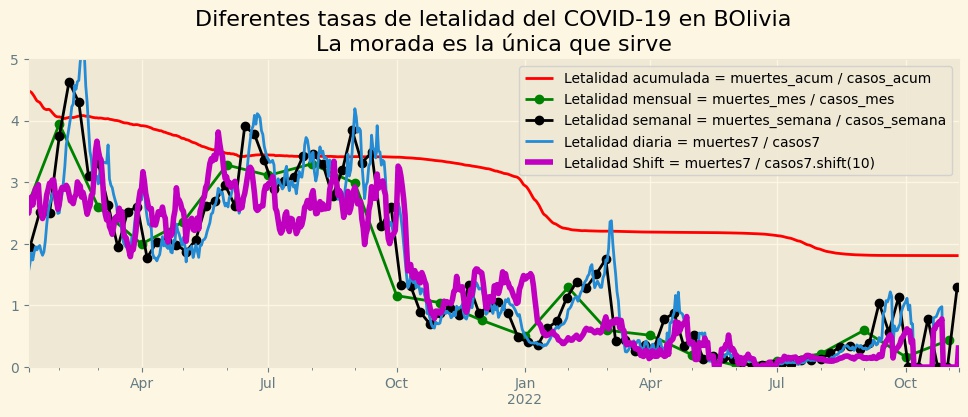 Diferentes tasas de letalidad del COVID-19 en BOlivia
La morada es la única que sirve
5
4
3
2
1
0
Letalidad acumulada = muertes_acum / casos_acum
Letalidad mensual = muertes_mes / casos_mes
Letalidad semanal = muertes_semana / casos_semana
Letalidad diaria = muertes7 / casos7
Letalidad Shift = muertes7 / casos7.shift(10)
Apr Jul Oct Jan Apr Jul Oct
2022